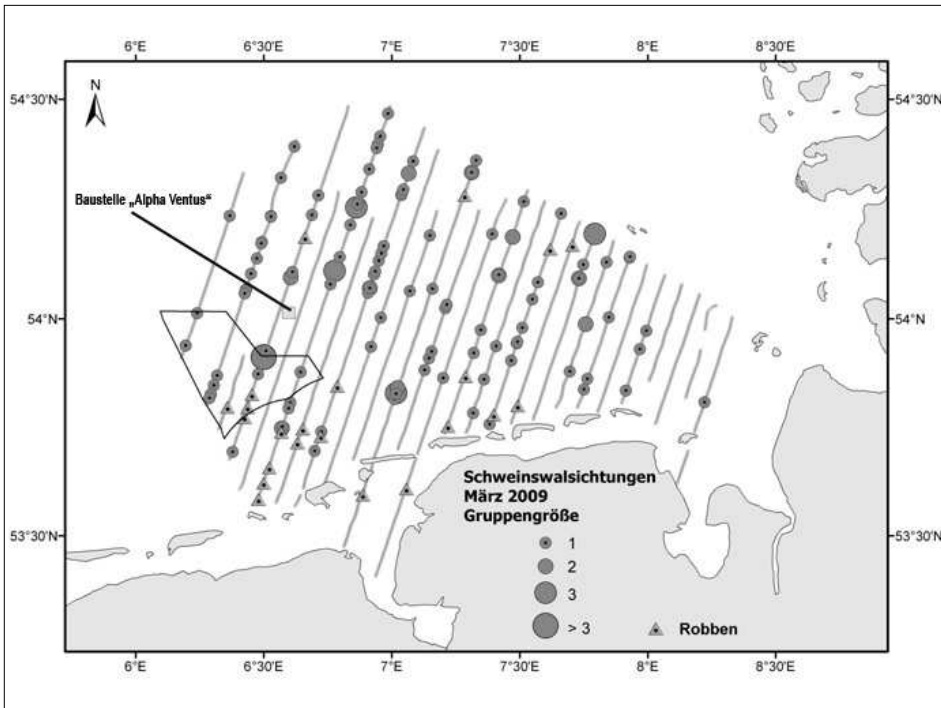 6°E 6°30'E 7°E 7°30'E 8°E 8°30'E
54°30'N 54°30'N
N
Baustelle „Alpha Ventus“
54°N 54°N
Schweinswalsichtungen
März 2009
Gruppengröße
1
53°30'N 53°30'N
2
3
> 3 Robben
6°E 6°30'E 7°E 7°30'E 8°E 8°30'E